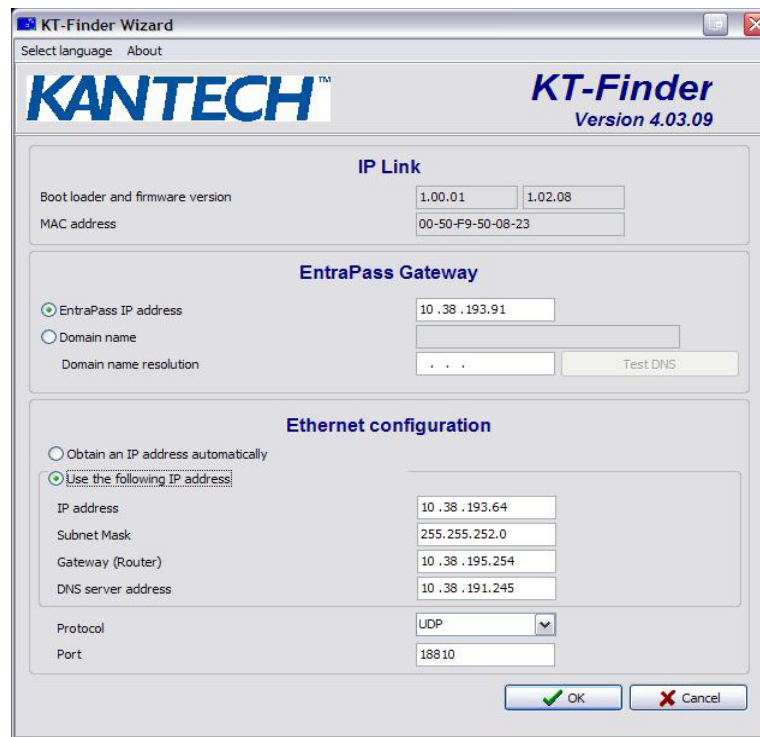 KT-Finder Wizard
Select language About
KANTECH™ KT-Finder
Version 4.03.09
IP Link
Boot loader and firmware version 1.00.01 1.02.08
MAC address 00-50-F9-50-08-23
EntraPass Gateway
EntraPass IP address 10 .38 .193.91
Domain name
Domain name resolution . . . Test DNS
Ethernet configuration
Obtain an IP address automatically
Use the following IP address
IP address 10 .38 .193.64
Subnet Mask 255.255.252.0
Gateway (Router) 10 .38 .195.254
DNS server address 10 .38 .191.245
Protocol UDP
Port 18810
OK Cancel